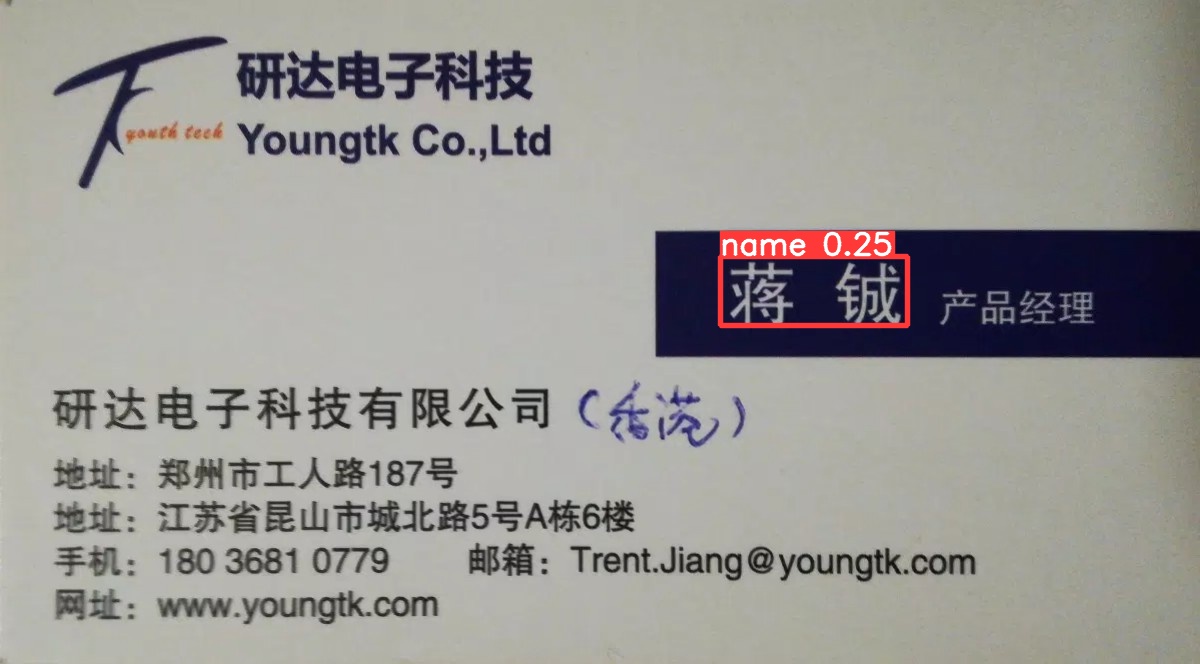 研达电子科技
youth tech
Youngtk Co.,Ltd
name 0.25
蒋 铖 产品经理
研达电子科技有限公司（香港）
地址：郑州市工人路187号
地址：江苏省昆山市城北路5号A栋6楼
手机：180 3681 0779 邮箱：Trent.Jiang@youngtk.com
网址：www.youngtk.com